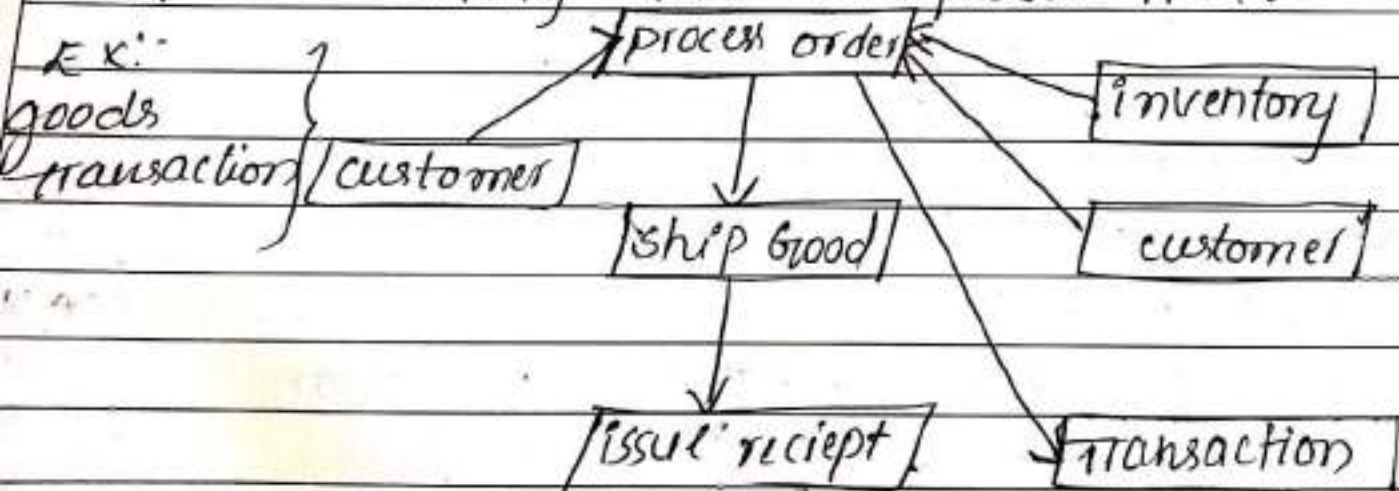 Ex:-
process order
goods
inventory
transaction
customer
ship Good
customer
issue reciept
Transaction